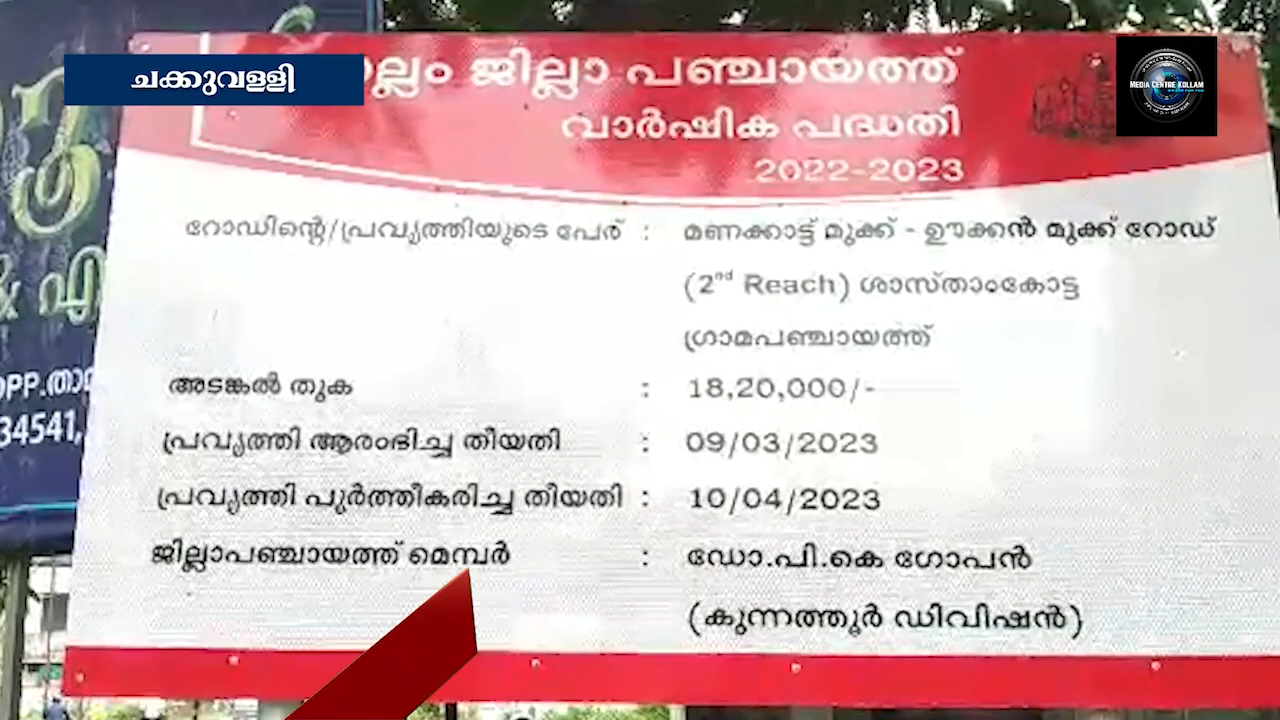 ചക്കുവള്ളി
ല്ലം ജില്ലാ പഞ്ചായത്ത്
വാർഷിക പദ്ധതി
2022-2023
MEDIA CENTRE KOLLAM
റോഡിന്റെ/പ്രവൃത്തിയുടെ പേര് : മണക്കാട്ട് മുക്ക് - ഊക്കൻ മുക്ക് റോഡ്
(2nd Reach) ശാസ്താംകോട്ട
ഗ്രാമപഞ്ചായത്ത്
അടങ്കൽ തുക : 18,20,000/-
പ്രവൃത്തി ആരംഭിച്ച തീയതി : 09/03/2023
പ്രവൃത്തി പൂർത്തീകരിച്ച തീയതി : 10/04/2023
ജില്ലാപഞ്ചായത്ത് മെമ്പർ : ഡോ.പി.കെ ഗോപൻ
(കുന്നത്തൂർ ഡിവിഷൻ)
& എ
OPP.താ
34541,